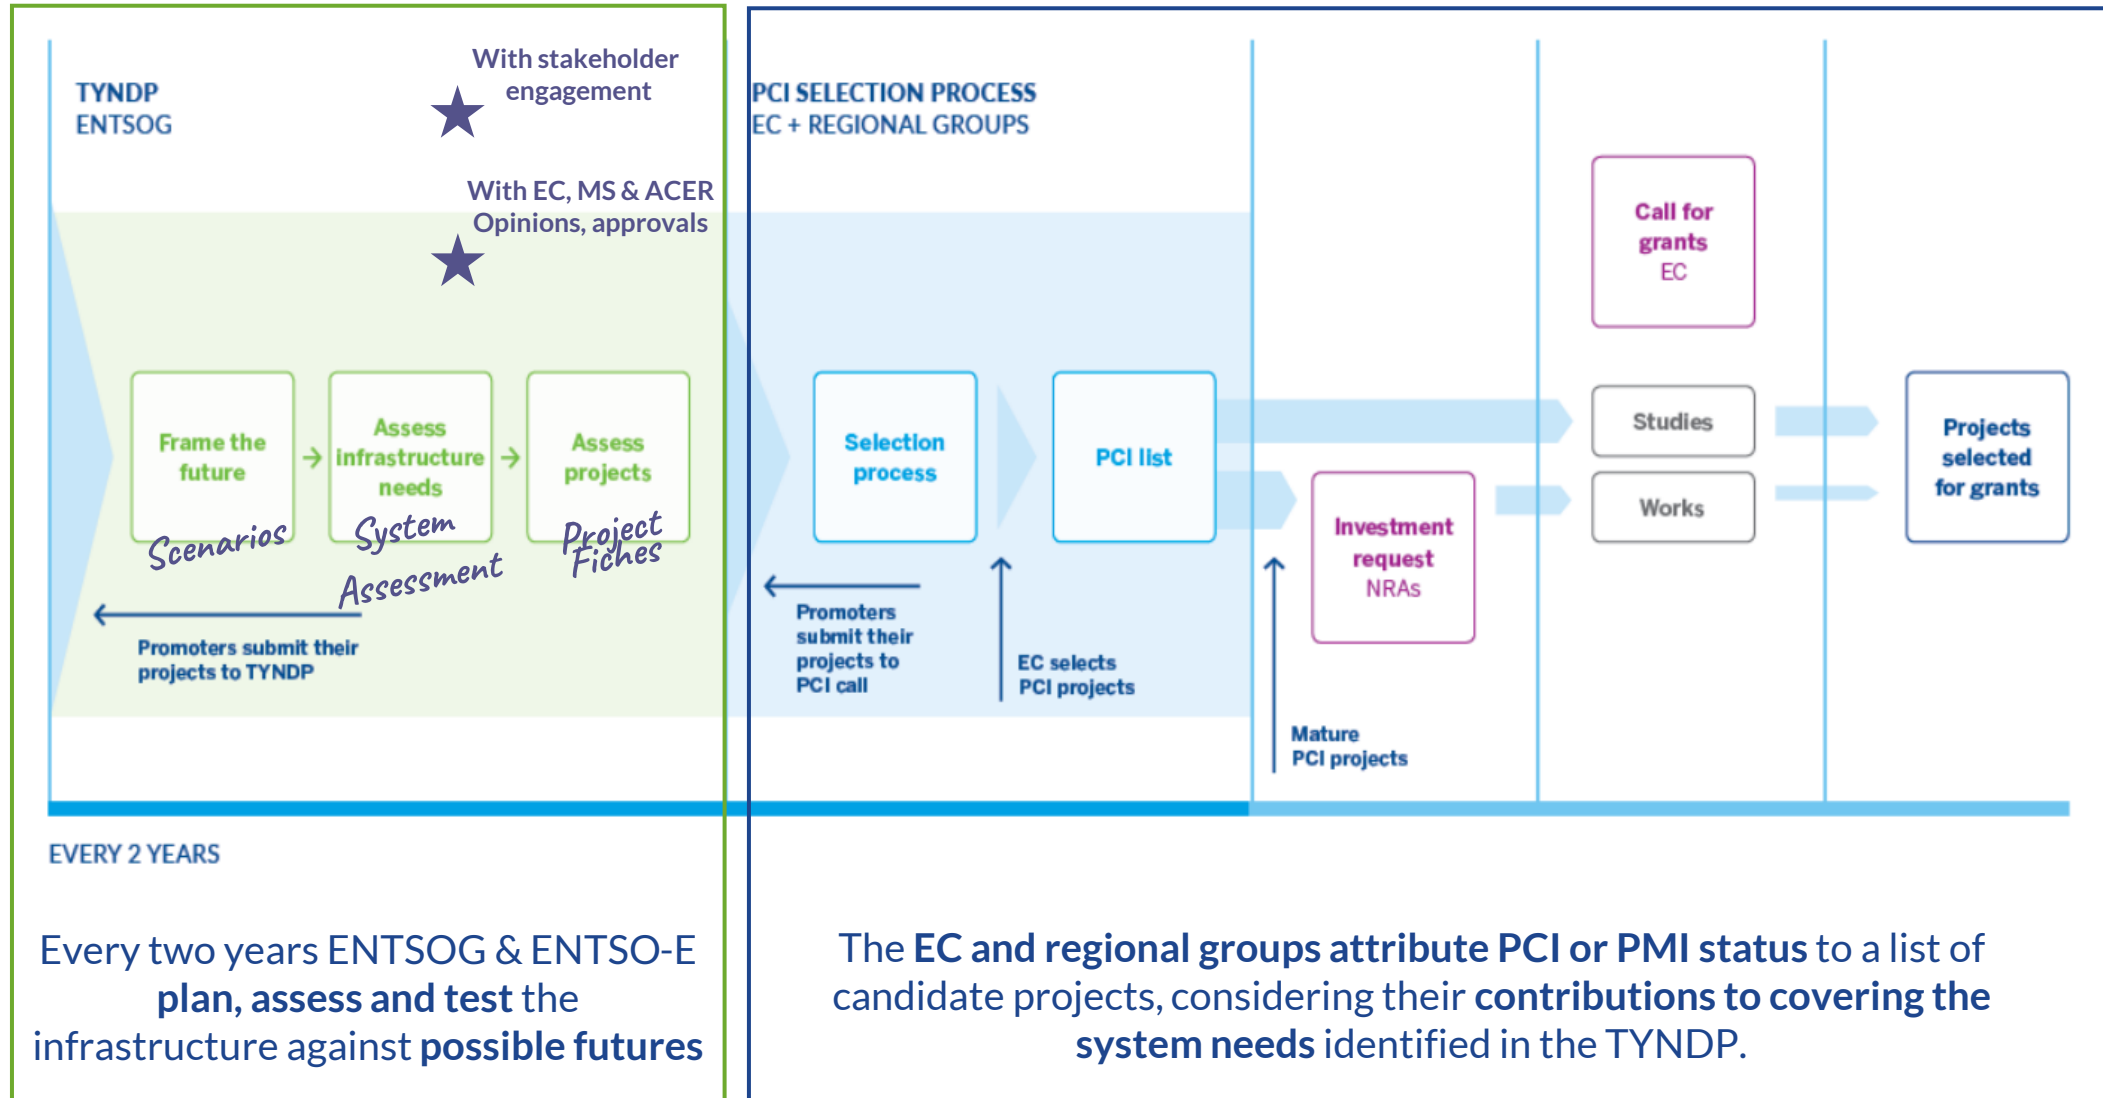 TYNDP
ENTSOG
With stakeholder
engagement
With EC, MS & ACER
Opinions, approvals
Frame the
future
Scenarios
Assess
infrastructure
needs
System
Assessment
Assess
projects
Project
Fiches
Promoters submit their
projects to TYNDP
PCI SELECTION PROCESS
EC + REGIONAL GROUPS
Selection
process
PCI list
Promoters
submit their
projects to
PCI call
EC selects
PCI projects
Mature
PCI projects
Investment
request
NRAs
Call for
grants
EC
Studies
Works
Projects
selected
for grants
EVERY 2 YEARS
Every two years ENTSOG & ENTSO-E
plan, assess and test the
infrastructure against possible futures
The EC and regional groups attribute PCI or PMI status to a list of
candidate projects, considering their contributions to covering the
system needs identified in the TYNDP.